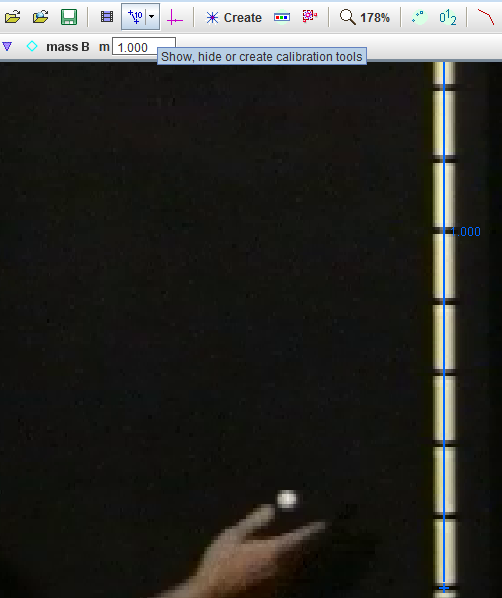 Create 178%
mass B m 1.000
Show, hide or create calibration tools
1.000